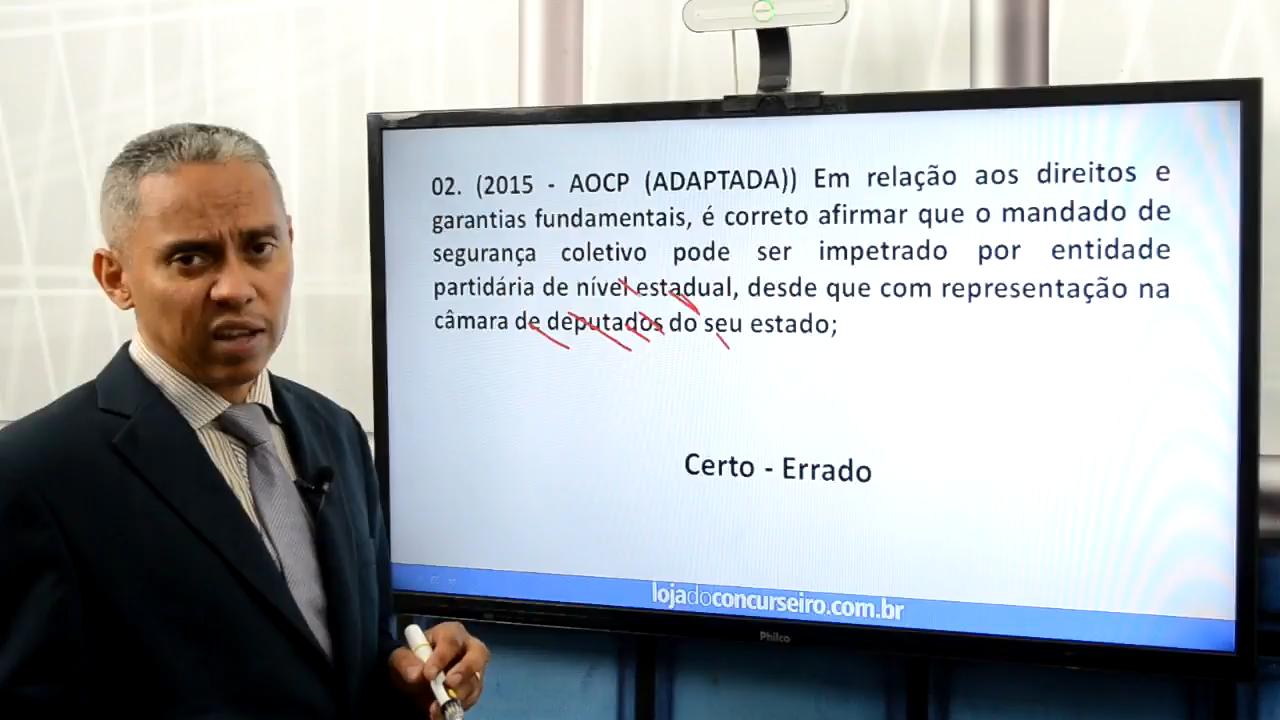 02. (2015 - AOCP (ADAPTADA)) Em relação aos direitos e
garantias fundamentais, é correto afirmar que o mandado de
segurança coletivo pode ser impetrado por entidade
partidária de nível estadual, desde que com representação na
câmara de deputados do seu estado;
Certo - Errado
lojadoconcurseiro.com.br
Philco